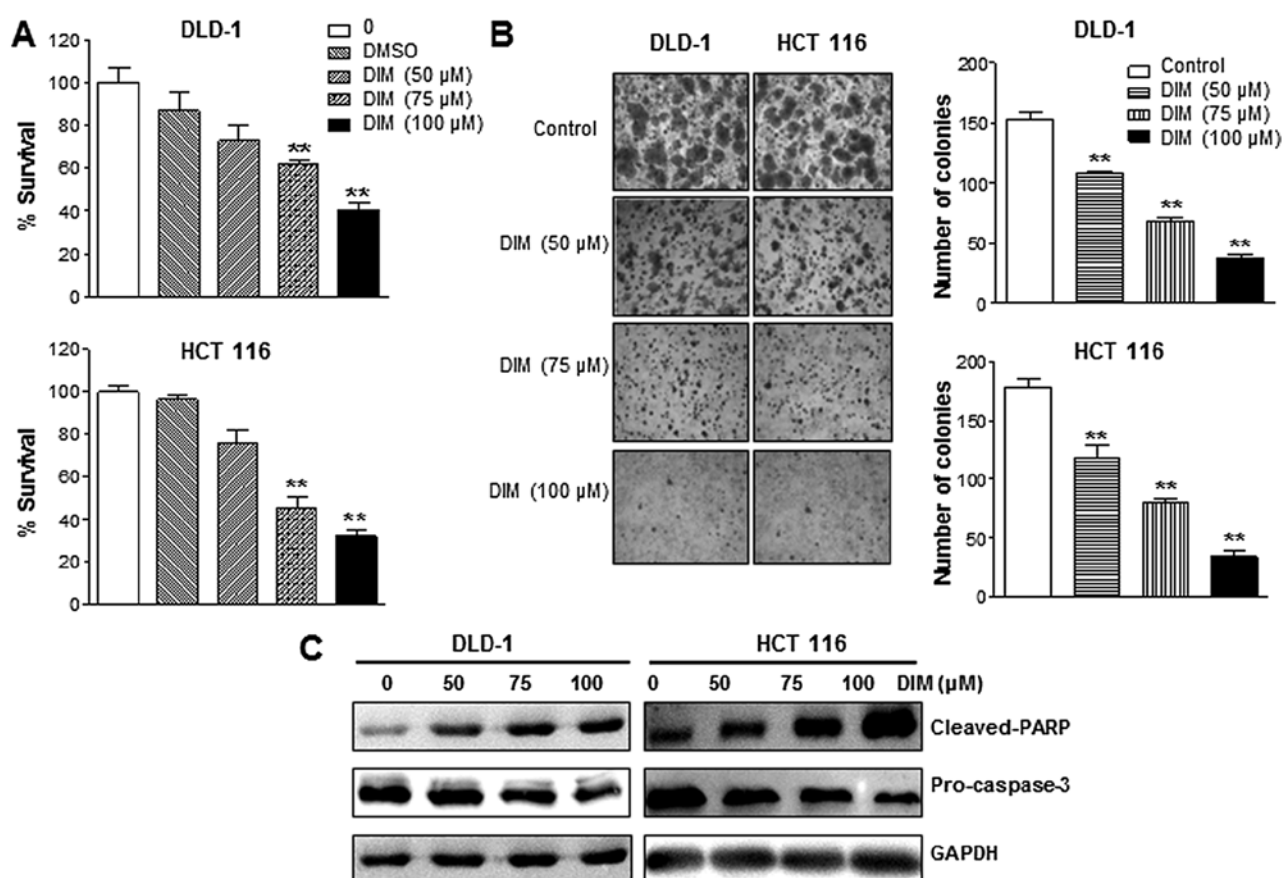 A
DLD-1
% Survival
120
100
80
60
40
20
0
**
**
0
DMSO
DIM (50 µM)
DIM (75 µM)
DIM (100 µM)
HCT 116
% Survival
120
100
80
60
40
20
0
**
**
B
DLD-1 HCT 116
Control
DIM (50 µM)
DIM (75 µM)
DIM (100 µM)
DLD-1
Number of colonies
200
150
100
50
0
**
**
**
Control
DIM (50 µM)
DIM (75 µM)
DIM (100 µM)
HCT 116
Number of colonies
200
150
100
50
0
**
**
**
C
DLD-1 HCT 116
0 50 75 100 0 50 75 100 DIM (µM)
Cleaved-PARP
Pro-caspase-3
GAPDH